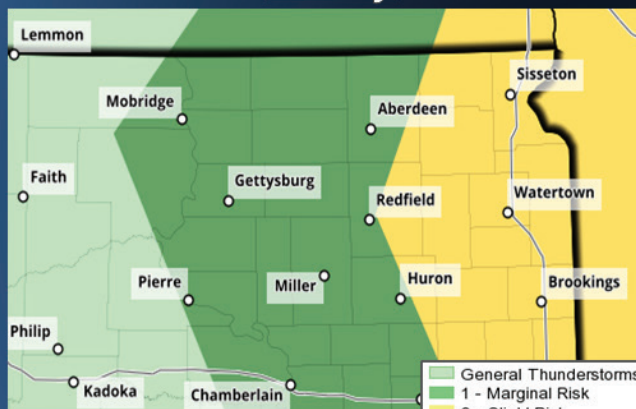 Lemmon
Sisseton
Mobridge
Aberdeen
Faith
Gettysburg
Redfield
Watertown
Pierre
Miller
Huron
Brookings
Philip
Kadoka
Chamberlain
General Thunderstorms
1 - Marginal Risk